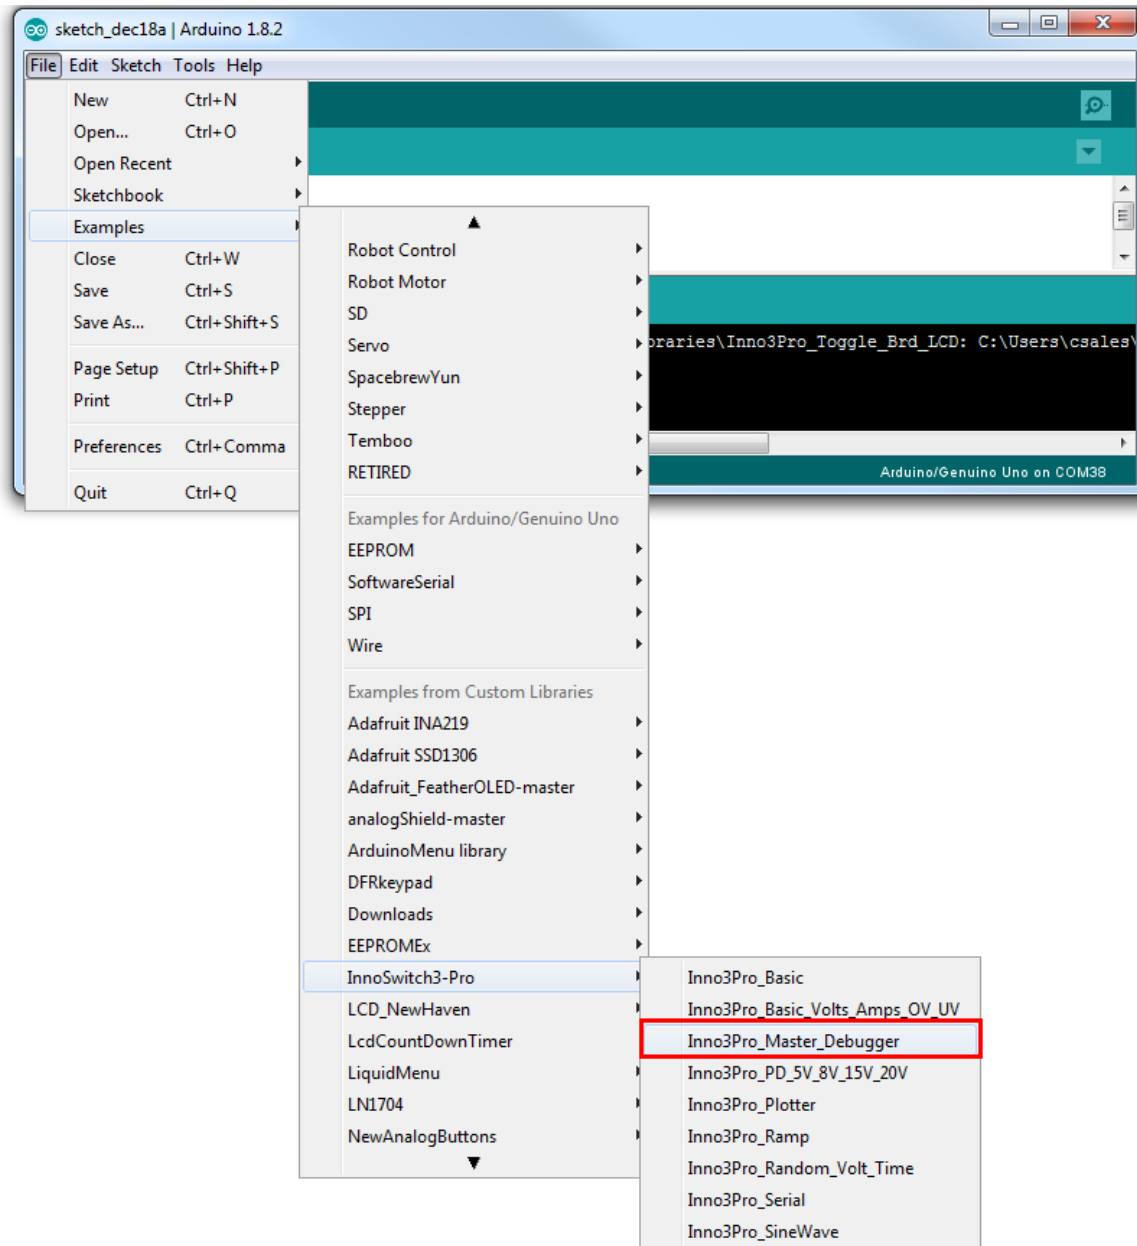 sketch_dec18a | Arduino 1.8.2
File Edit Sketch Tools Help
New Ctrl+N
Open... Ctrl+O
Open Recent
Sketchbook
Examples
Close Ctrl+W
Save Ctrl+S
Save As... Ctrl+Shift+S
Page Setup Ctrl+Shift+P
Print Ctrl+P
Preferences Ctrl+Comma
Quit Ctrl+Q
Robot Control
Robot Motor
SD
Servo
SpacebrewYun
Stepper
Temboo
RETIRED
Examples for Arduino/Genuino Uno
EEPROM
SoftwareSerial
SPI
Wire
Examples from Custom Libraries
Adafruit INA219
Adafruit SSD1306
Adafruit_FeatherOLED-master
analogShield-master
ArduinoMenu library
DFRkeypad
Downloads
EEPROMEx
InnoSwitch3-Pro
LCD_NewHaven
LcdCountDownTimer
LiquidMenu
LN1704
NewAnalogButtons
Inno3Pro_Basic
Inno3Pro_Basic_Volts_Amps_OV_UV
Inno3Pro_Master_Debugger
Inno3Pro_PD_5V_8V_15V_20V
Inno3Pro_Plotter
Inno3Pro_Ramp
Inno3Pro_Random_Volt_Time
Inno3Pro_Serial
Inno3Pro_SineWave
oraries\Inno3Pro_Toggle_Brd_LCD: C:\Users\csales\
Arduino/Genuino Uno on COM38